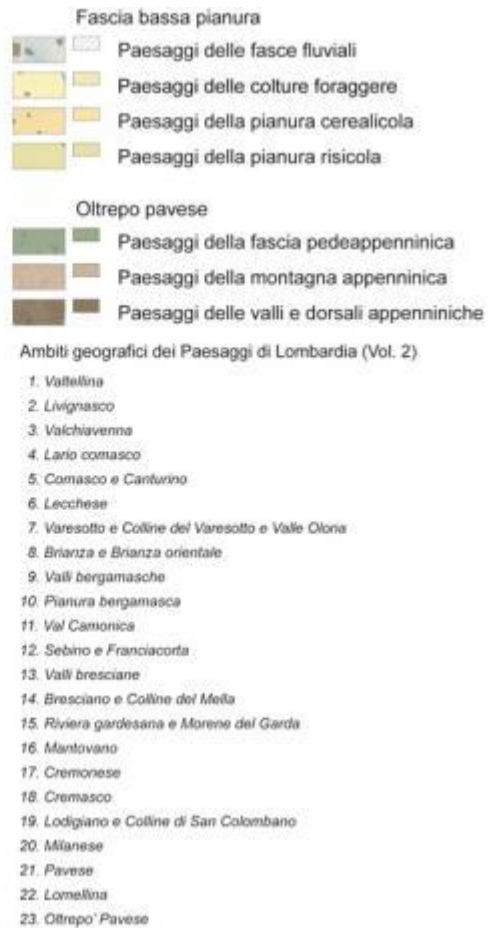 Fascia bassa pianura
Paesaggi delle fasce fluviali
Paesaggi delle colture foraggere
Paesaggi della pianura cerealicola
Paesaggi della pianura risicola
Oltrepo pavese
Paesaggi della fascia pedeappenninica
Paesaggi della montagna appenninica
Paesaggi delle valli e dorsali appenniniche
Ambiti geografici dei Paesaggi di Lombardia (Vol. 2)
1. Valtellina
2. Livignasco
3. Valchiavenna
4. Lario comasco
5. Comasco e Canturino
6. Lecchese
7. Varesotto e Colline del Varesotto e Valle Olona
8. Brianza e Brianza orientale
9. Valli bergamasche
10. Pianura bergamasca
11. Val Camonica
12. Sebino e Franciacorta
13. Valli bresciane
14. Bresciano e Colline del Mella
15. Riviera gardesana e Morene del Garda
16. Mantovano
17. Cremonese
18. Cremasco
19. Lodigiano e Colline di San Colombano
20. Milanese
21. Pavese
22. Lomellina
23. Oltrepo' Pavese